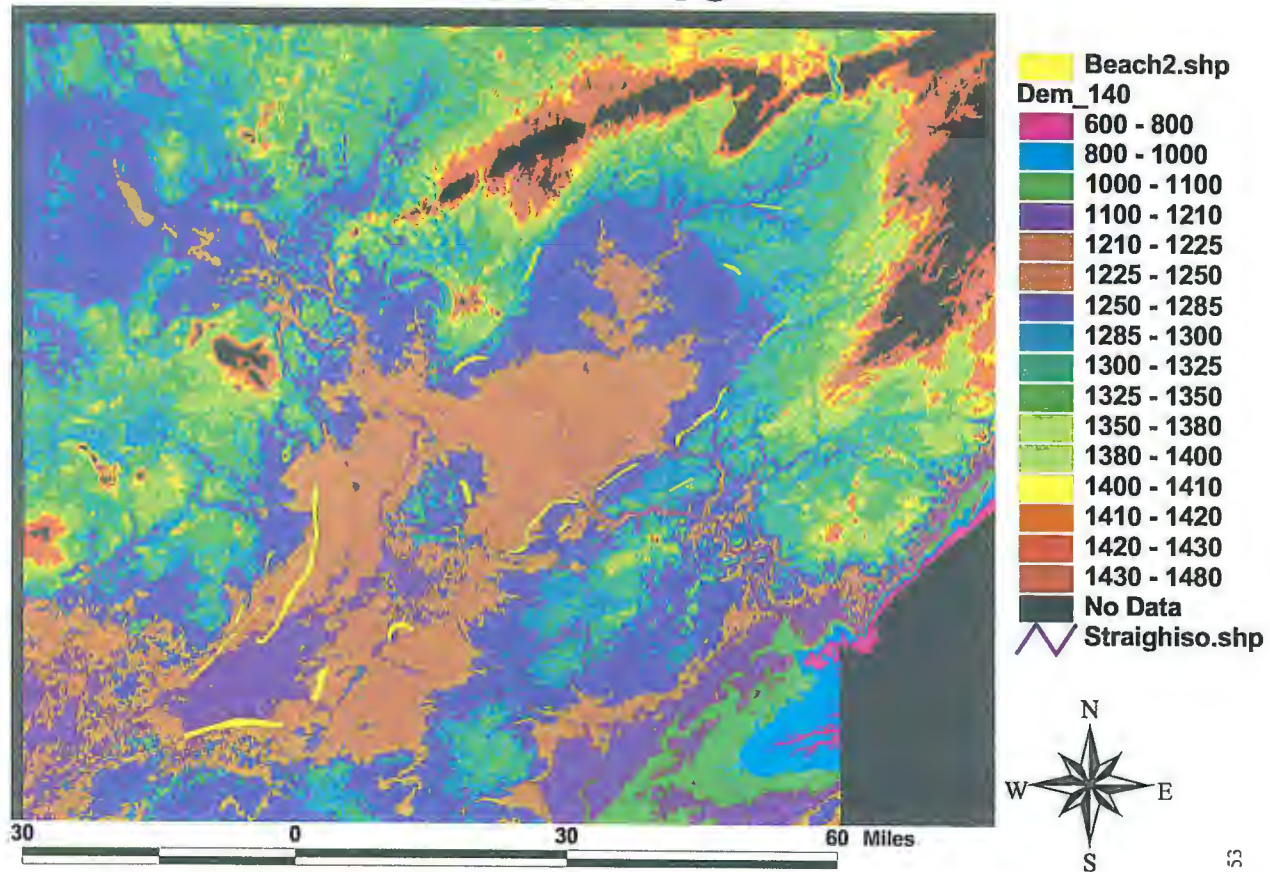 Beach2.shp
Dem_140
600 - 800
800 - 1000
1000 - 1100
1100 - 1210
1210 - 1225
1225 - 1250
1250 - 1285
1285 - 1300
1300 - 1325
1325 - 1350
1350 - 1380
1380 - 1400
1400 - 1410
1410 - 1420
1420 - 1430
1430 - 1480
No Data
Straighiso.shp
N
W E
S
30 0 30 60 Miles
53